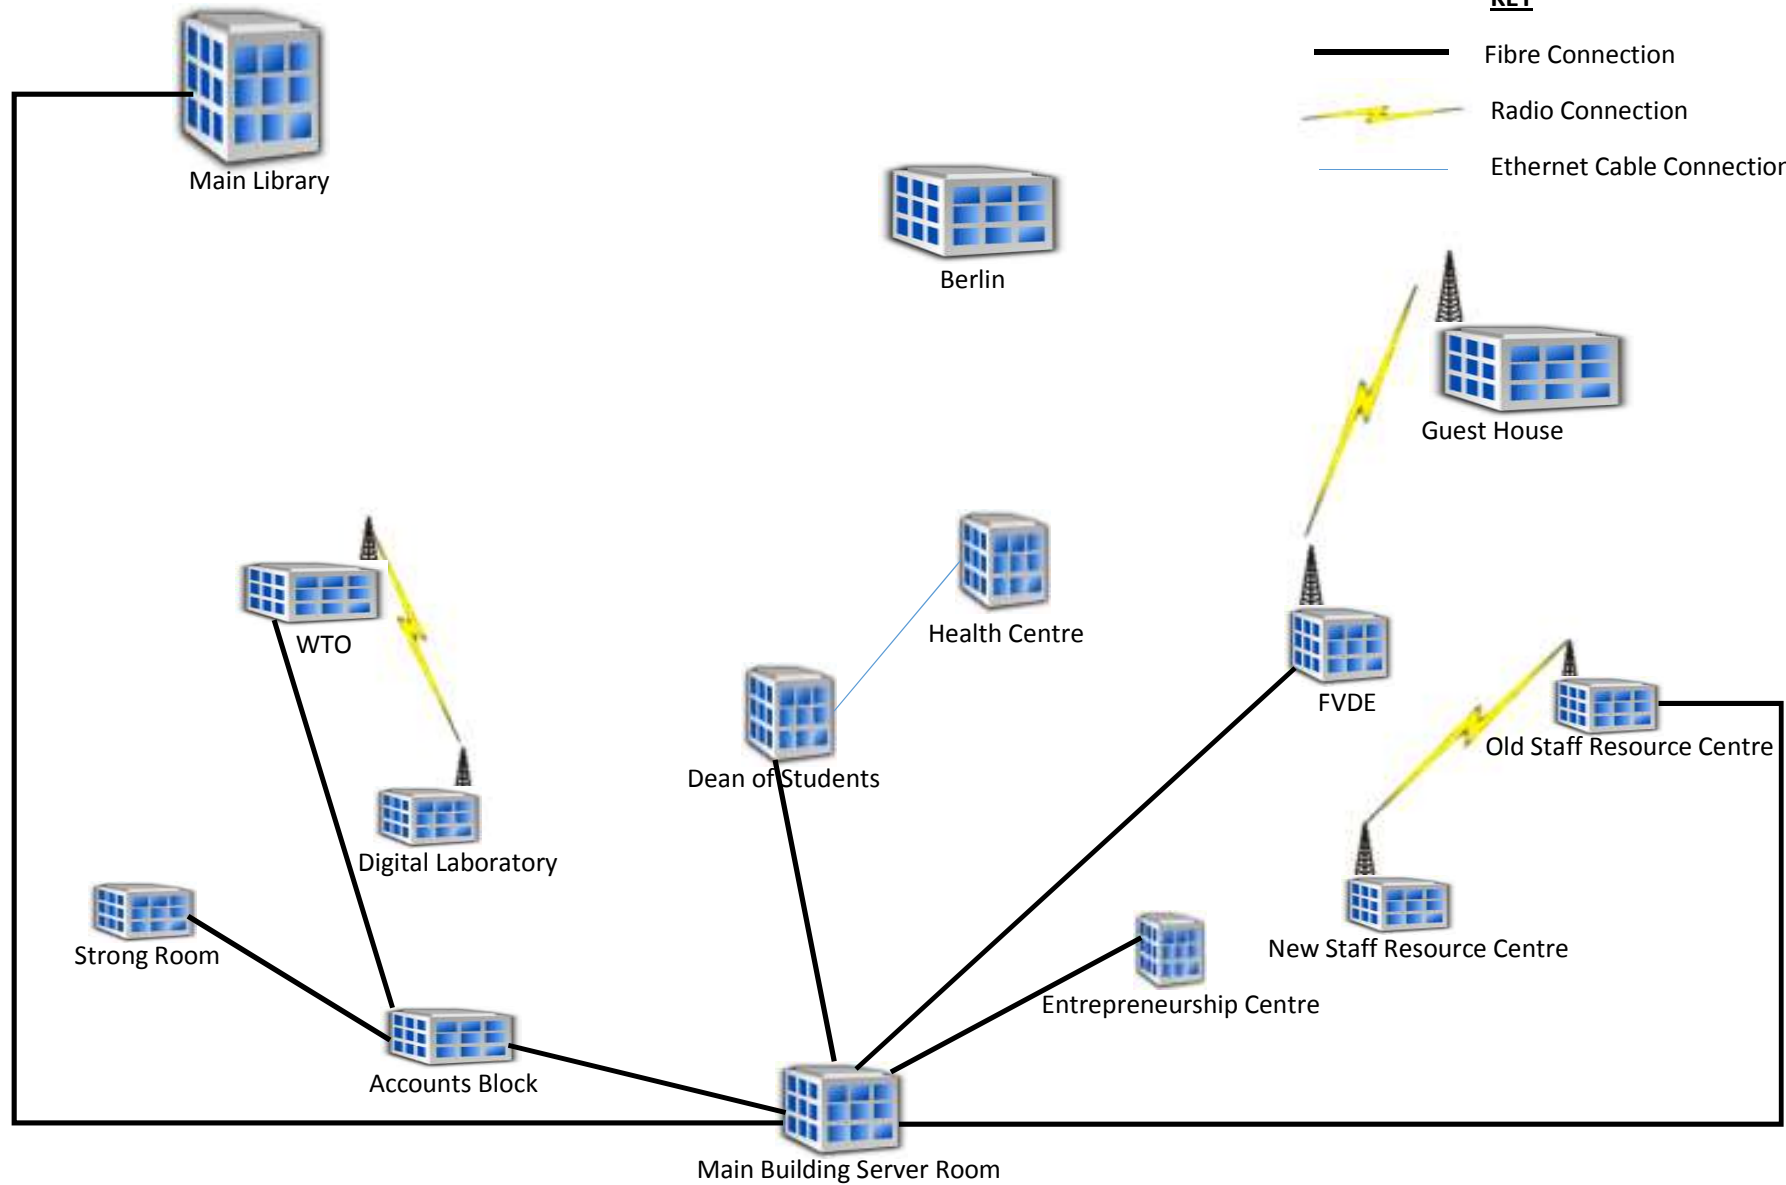 KEY
Fibre Connection
Radio Connection
Ethernet Cable Connection
Main Library
Berlin
Guest House
Health Centre
WTO
FVDE
Dean of Students
Old Staff Resource Centre
Digital Laboratory
Strong Room
New Staff Resource Centre
Entrepreneurship Centre
Accounts Block
Main Building Server Room